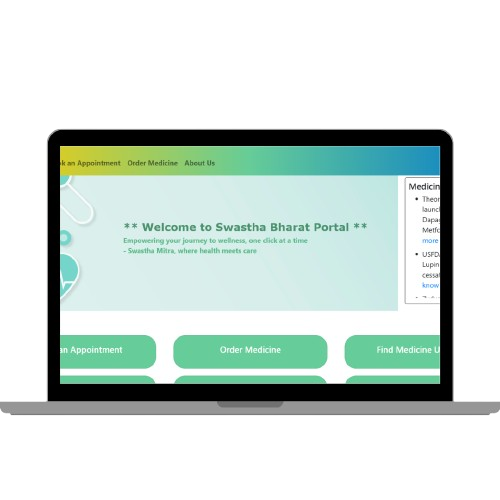 an Appointment Order Medicine About Us
Medicin
** Welcome to Swastha Bharat Portal **
Empowering your journey to wellness, one click at a time
- Swastha Mitra, where health meets care
Theor
launc
Dapa
Metfo
more
USFD
Lupin
cessat
know
an Appointment
Order Medicine
Find Medicine U